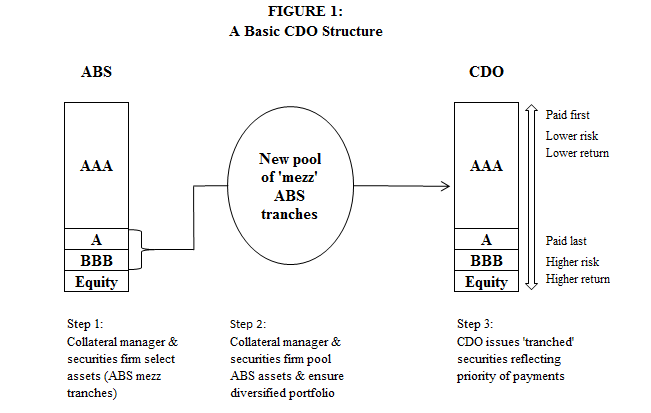 FIGURE 1:
A Basic CDO Structure
ABS
CDO
AAA
A
BBB
Equity
New pool
of 'mezz'
ABS
tranches
AAA
A
BBB
Equity
Paid first
Lower risk
Lower return
Paid last
Higher risk
Higher return
Step 1:
Collateral manager &
securities firm select
assets (ABS mezz
tranches)
Step 2:
Collateral manager &
securities firm pool
ABS assets & ensure
diversified portfolio
Step 3:
CDO issues 'tranched'
securities reflecting
priority of payments